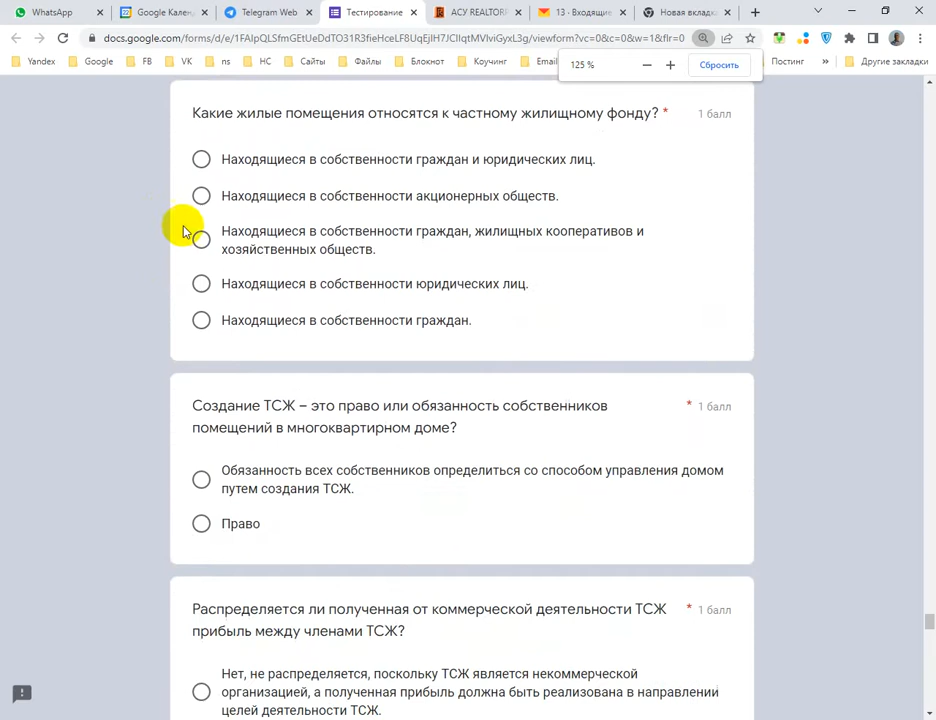 WhatsApp
Google Кален
Telegram Web
Тестирование
АСУ REALTORP
13 · Входящие
Новая вкладк
docs.google.com/forms/d/e/
viewform?vc=0&c=0&w=1&flr=0
Yandex
Google
FB
VK
ns
НС
Сайты
Файлы
Блокнот
Коучинг
Email
Постинг
»
Другие закладки
125 %
Сбросить
Какие жилые помещения относятся к частному жилищному фонду? *
1 балл
Находящиеся в собственности граждан и юридических лиц.
Находящиеся в собственности акционерных обществ.
Находящиеся в собственности граждан, жилищных кооперативов и
хозяйственных обществ.
Находящиеся в собственности юридических лиц.
Находящиеся в собственности граждан.
Создание ТСЖ – это право или обязанность собственников
помещений в многоквартирном доме?
* 1 балл
Обязанность всех собственников определиться со способом управления домом
путем создания ТСЖ.
Право
Распределяется ли полученная от коммерческой деятельности ТСЖ
прибыль между членами ТСЖ?
* 1 балл
Нет, не распределяется, поскольку ТСЖ является некоммерческой
организацией, а полученная прибыль должна быть реализована в направлении
целей деятельности ТСЖ.